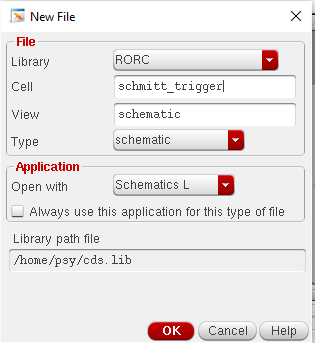 New File
File
Library RORC
Cell schmitt_trigger
View schematic
Type schematic
Application
Open with Schematics L
Always use this application for this type of file
Library path file
/home/psy/cds.lib
OK Cancel Help